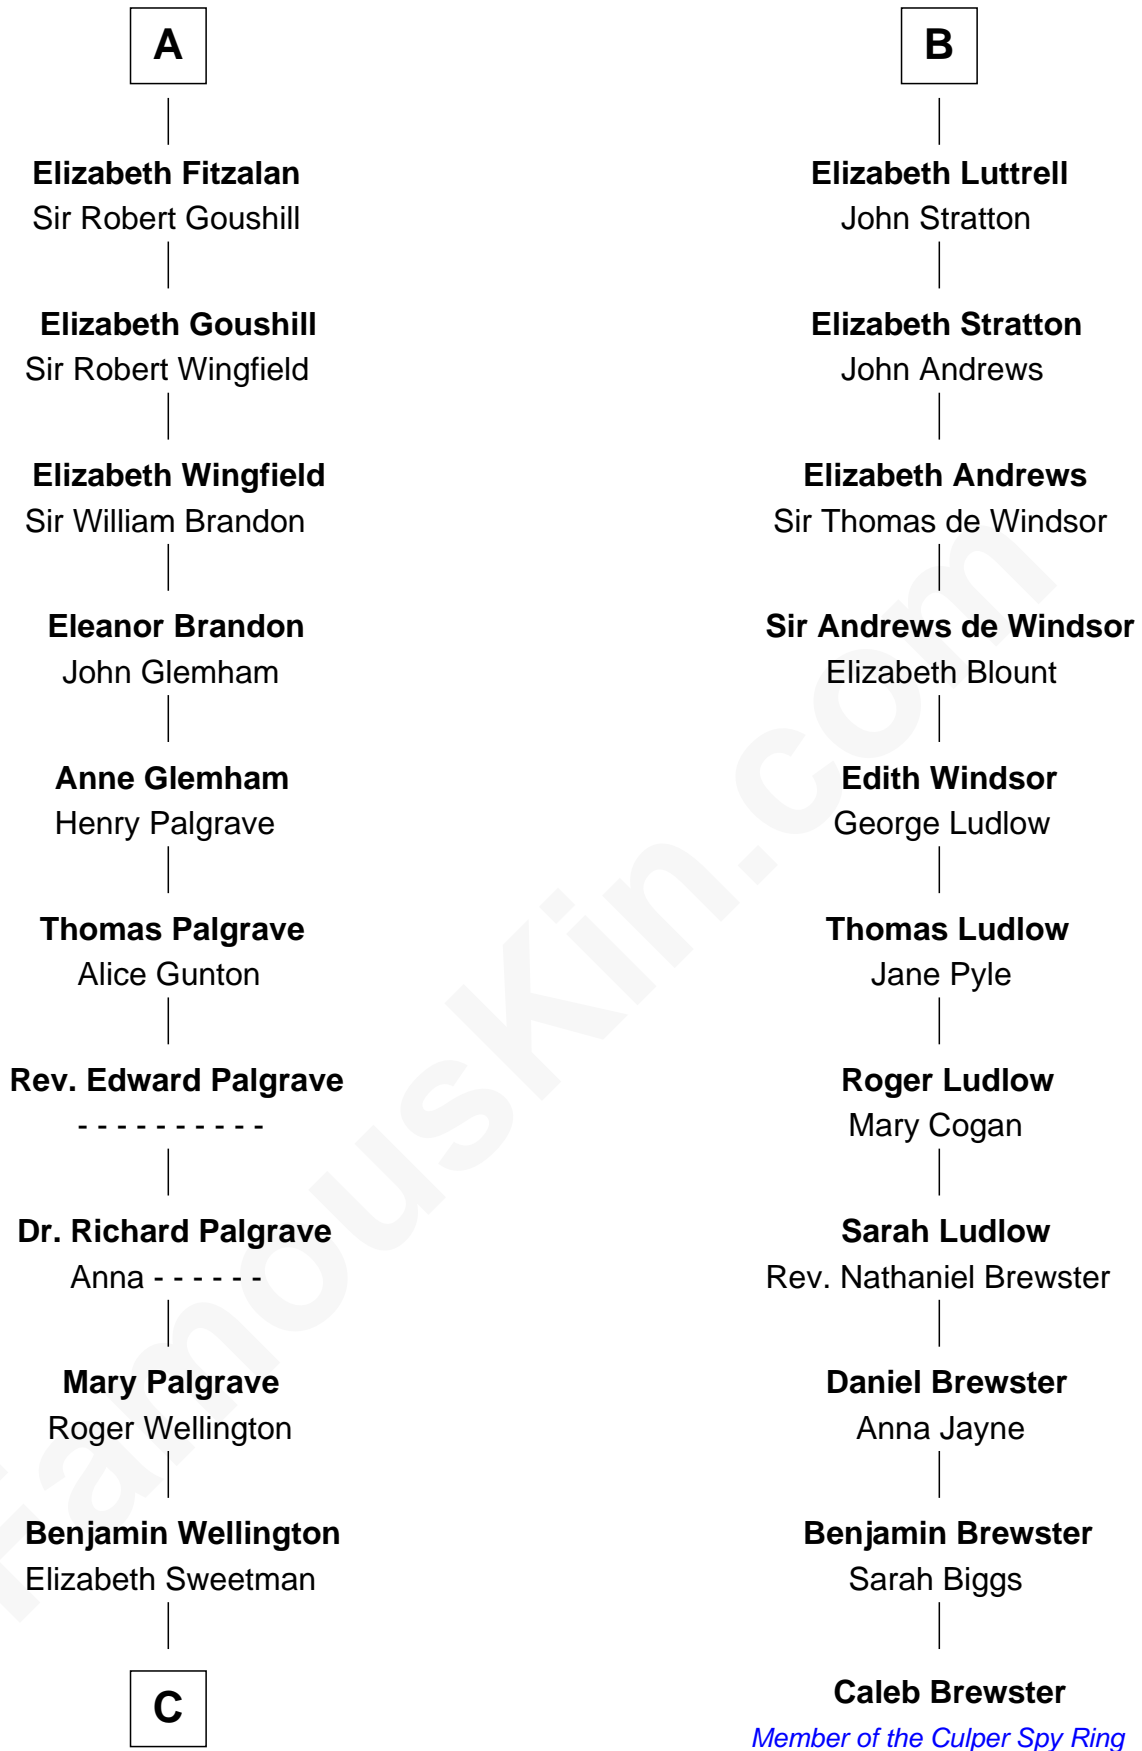 A
Elizabeth Fitzalan
Sir Robert Goushill
Elizabeth Goushill
Sir Robert Wingfield
Elizabeth Wingfield
Sir William Brandon
Eleanor Brandon
John Glemham
Anne Glemham
Henry Palgrave
Thomas Palgrave
Alice Gunton
Rev. Edward Palgrave
- - - - - - - - - -
Dr. Richard Palgrave
Anna - - - - - -
Mary Palgrave
Roger Wellington
Benjamin Wellington
Elizabeth Sweetman
C
B
Elizabeth Luttrell
John Stratton
Elizabeth Stratton
John Andrews
Elizabeth Andrews
Sir Thomas de Windsor
Sir Andrews de Windsor
Elizabeth Blount
Edith Windsor
George Ludlow
Thomas Ludlow
Jane Pyle
Roger Ludlow
Mary Cogan
Sarah Ludlow
Rev. Nathaniel Brewster
Daniel Brewster
Anna Jayne
Benjamin Brewster
Sarah Biggs
Caleb Brewster
Member of the Culper Spy Ring
FamousKin.com